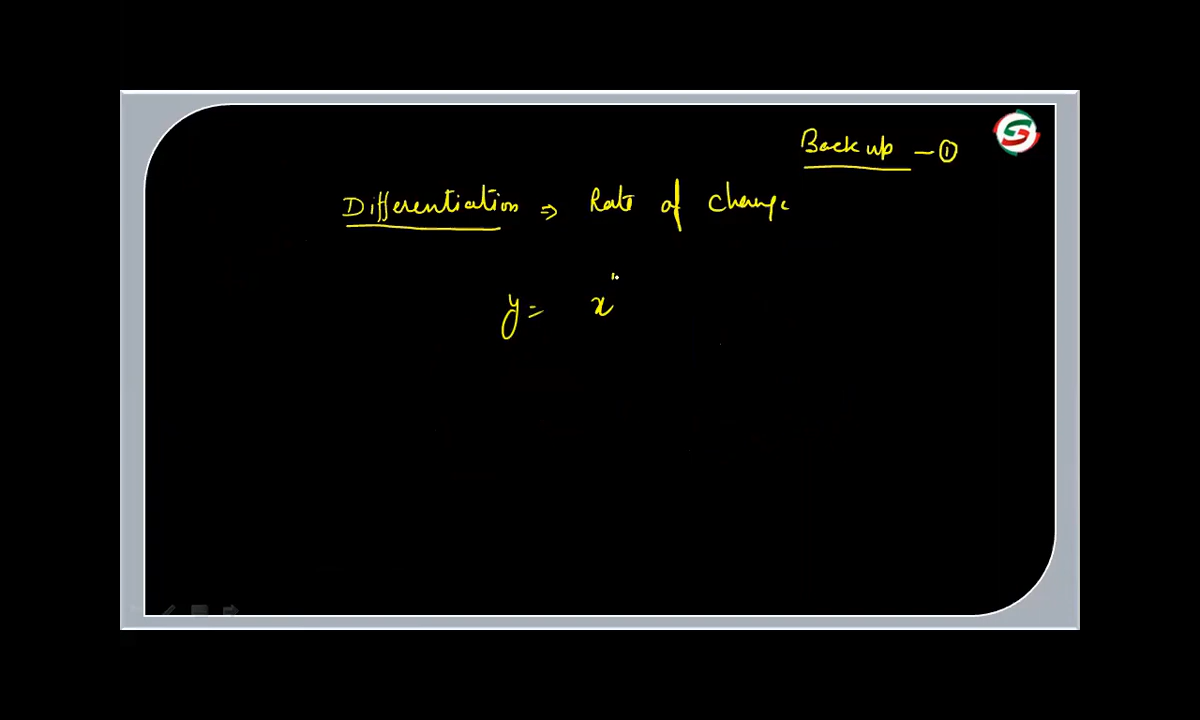 Back up - ①
Differentiation ⇒ Rate of change
y = x